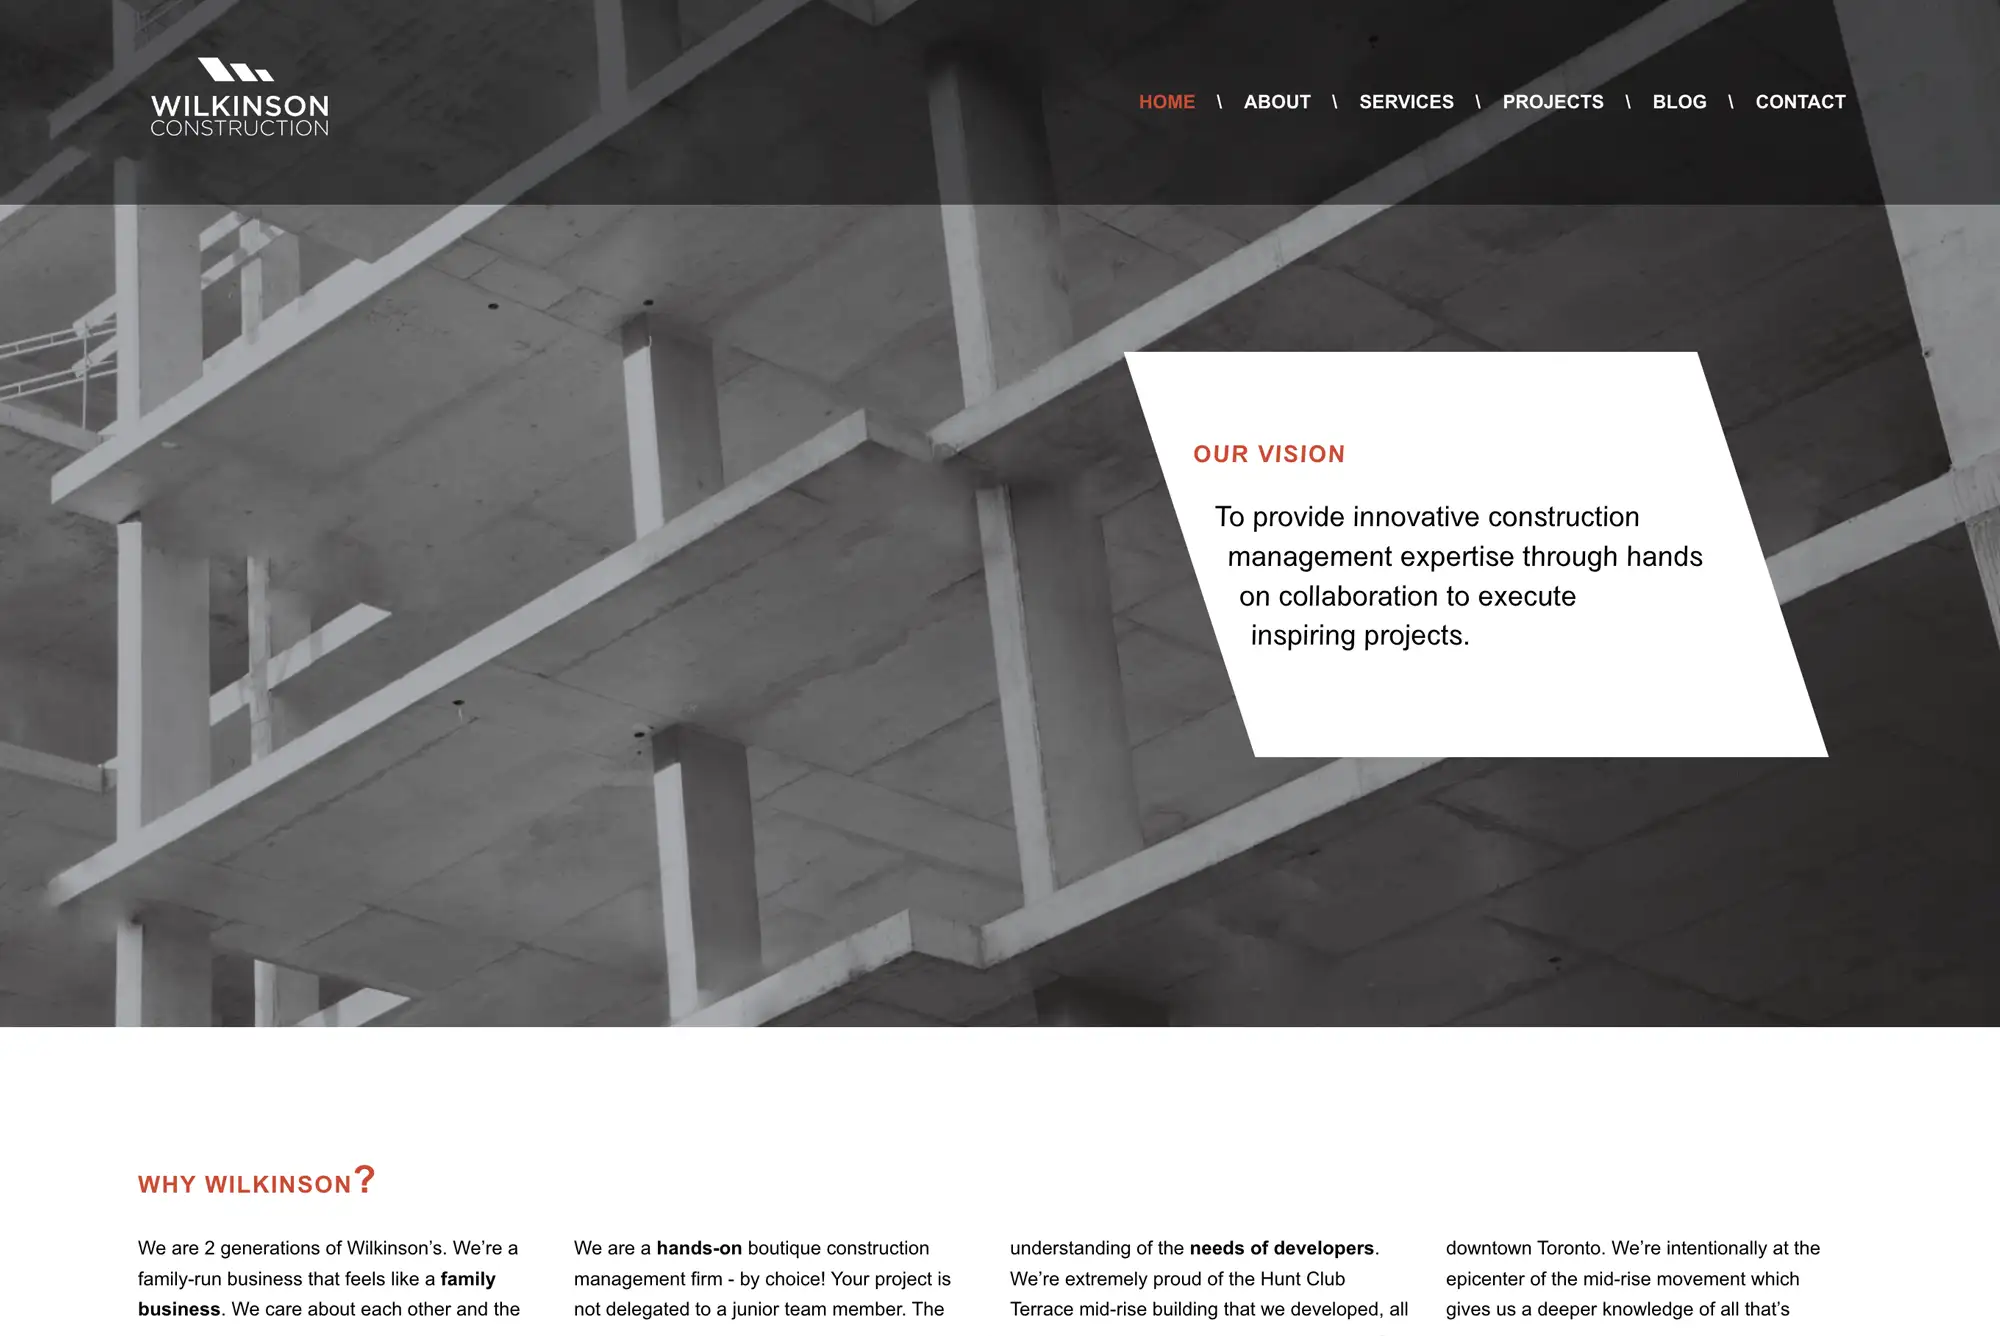 WILKINSON
CONSTRUCTION
HOME \ ABOUT \ SERVICES \ PROJECTS \ BLOG \ CONTACT
OUR VISION
To provide innovative construction
management expertise through hands
on collaboration to execute
inspiring projects.
WHY WILKINSON?
We are 2 generations of Wilkinson’s. We’re a
family-run business that feels like a family
business. We care about each other and the
We are a hands-on boutique construction
management firm - by choice! Your project is
not delegated to a junior team member. The
understanding of the needs of developers.
We’re extremely proud of the Hunt Club
Terrace mid-rise building that we developed, all
downtown Toronto. We’re intentionally at the
epicenter of the mid-rise movement which
gives us a deeper knowledge of all that’s